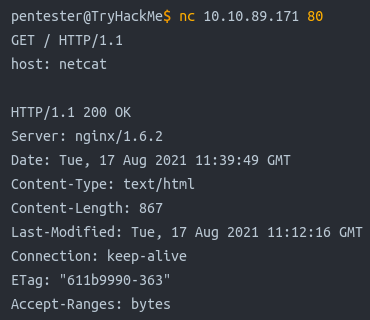 pentester@TryHackMe$ nc 10.10.89.171 80
GET / HTTP/1.1
host: netcat

HTTP/1.1 200 OK
Server: nginx/1.6.2
Date: Tue, 17 Aug 2021 11:39:49 GMT
Content-Type: text/html
Content-Length: 867
Last-Modified: Tue, 17 Aug 2021 11:12:16 GMT
Connection: keep-alive
ETag: "611b9990-363"
Accept-Ranges: bytes